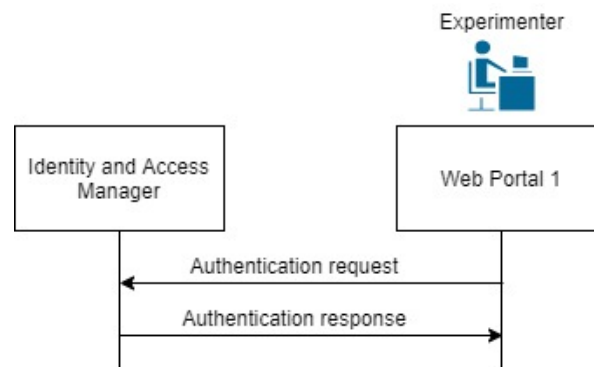 Experimenter
Identity and Access
Manager
Web Portal 1
Authentication request
Authentication response